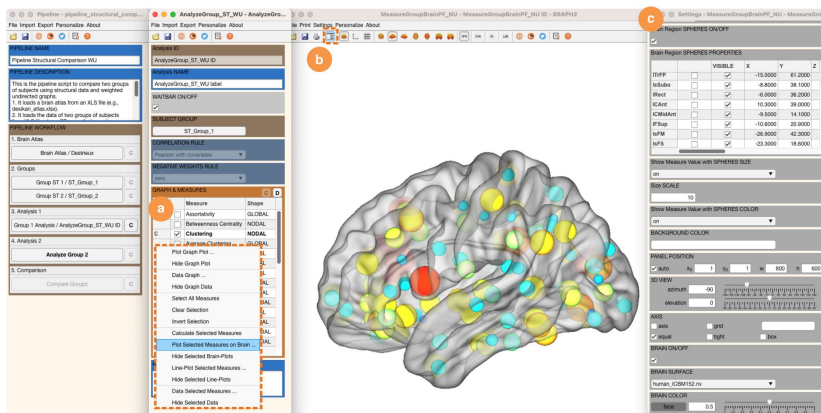 Pipeline - pipeline_structural_comp...
File Import Export Personalize About
PIPELINE NAME
Pipeline Structural Comparison WU
PIPELINE DESCRIPTION
This is the pipeline script to compare two groups
of subjects using structural data and weighted
undirected graphs.
1. It loads a brain atlas from an XLS file (e.g.,
desikan_atlas.xlsx).
2. It loads the data of two groups of subjects
PIPELINE WORKFLOW
1. Brain Atlas
Brain Atlas / Destrieux
C
2. Groups
Group ST 1 / ST_Group_1
C
Group ST 2 / ST_Group_2
C
3. Analysis 1
Group 1 Analysis / AnalyzeGroup_ST_WU ID
C
4. Analysis 2
Analyze Group 2
C
5. Comparison
Compare Groups
C
AnalyzeGroup_ST_WU - AnalyzeGro...
File Import Export Personalize About
Analysis ID
AnalyzeGroup_ST_WU ID
Analysis NAME
AnalyzeGroup_ST_WU label
WAITBAR ON/OFF
SUBJECT GROUP
ST_Group_1
CORRELATION RULE
Pearson with covariates
NEGATIVE WEIGHTS RULE
zero
GRAPH & MEASURES
C D
a
Measure Shape
Assortativity GLOBAL
Betweenness Centrality NODAL
C Clustering NODAL
Average Clustering GLOBAL
Plot Graph Plot ...
Hide Graph Plot
Data Graph ...
Hide Graph Data
Select All Measures
Clear Selection
Invert Selection
Calculate Selected Measures
Plot Selected Measures on Brain ...
Hide Selected Brain-Plots
Line-Plot Selected Measures ...
Hide Selected Line-Plots
Data Selected Measures ...
Hide Selected Data
MeasureGroupBrainPF_NU - MeasureGroupBrainPF_NU ID - BRAPH2
File Print Settings Personalize About
b
c
Settings - MeasureGroupBrainPF_NU - MeasureGro
Brain Region SPHERES ON/OFF
Brain Region SPHERES PROPERTIES
VISIBLE X Y Z
lTrFP -15.0000 61.2000
lsSubo -8.8000 38.1000
lRect -6.0000 36.2000
lCAnt 10.3000 39.0000
lCMidAnt -9.5000 14.1000
lFSup -10.6000 20.9000
lsFM -26.9000 42.3000
lsFS -23.3000 18.6000
Show Measure Value with SPHERES SIZE
on
Size SCALE
10
Show Measure Value with SPHERES COLOR
on
BACKGROUND COLOR
PANEL POSITION
auto x₀ 1 y₀ 1 w 800 h 600
3D VIEW
azimuth -90
elevation 0
AXIS
axis grid
equal tight box
BRAIN ON/OFF
BRAIN SURFACE
human_ICBM152.nv
BRAIN COLOR
face 0.5